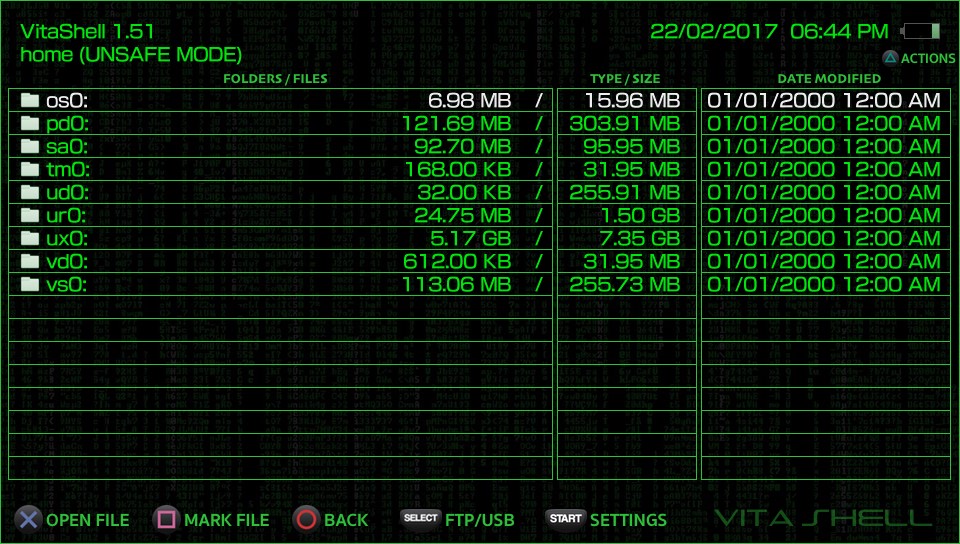 VitaShell 1.51
22/02/2017 06:44 PM
home (UNSAFE MODE)
ACTIONS
FOLDERS / FILES TYPE / SIZE DATE MODIFIED
os0: 6.98 MB / 15.96 MB 01/01/2000 12:00 AM
pd0: 121.69 MB / 303.91 MB 01/01/2000 12:00 AM
sa0: 92.70 MB / 95.95 MB 01/01/2000 12:00 AM
tm0: 168.00 KB / 31.95 MB 01/01/2000 12:00 AM
ud0: 32.00 KB / 255.91 MB 01/01/2000 12:00 AM
ur0: 24.75 MB / 1.50 GB 01/01/2000 12:00 AM
ux0: 5.17 GB / 7.35 GB 01/01/2000 12:00 AM
vd0: 612.00 KB / 31.95 MB 01/01/2000 12:00 AM
vs0: 113.06 MB / 255.73 MB 01/01/2000 12:00 AM
OPEN FILE MARK FILE BACK SELECT FTP/USB START SETTINGS VITA SHELL